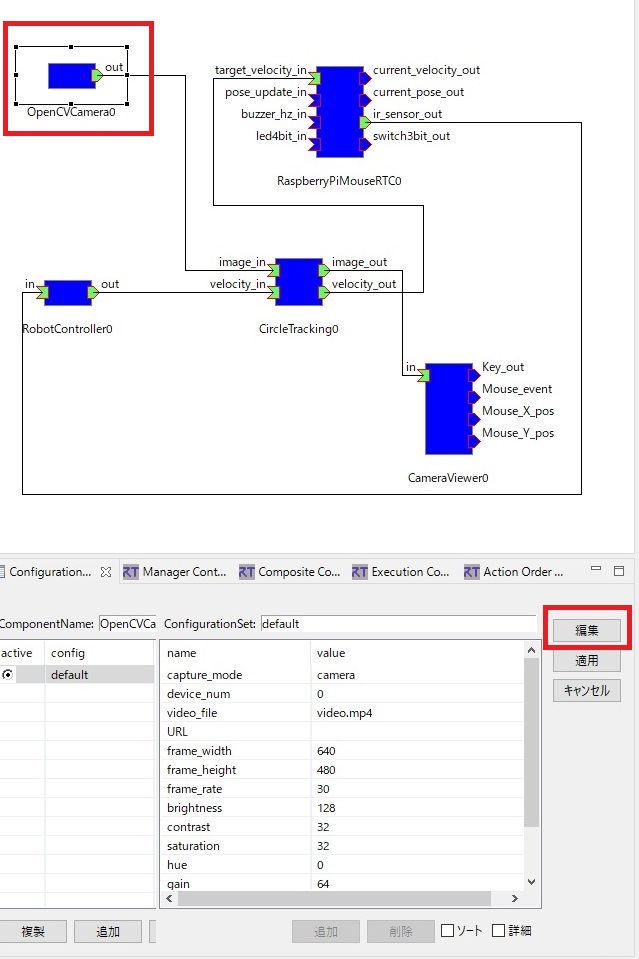 out
OpenCVCamera0
target_velocity_in
pose_update_in
buzzer_hz_in
led4bit_in
current_velocity_out
current_pose_out
ir_sensor_out
switch3bit_out
RaspberryPiMouseRTC0
image_in
velocity_in
image_out
velocity_out
CircleTracking0
in
out
RobotController0
in
Key_out
Mouse_event
Mouse_X_pos
Mouse_Y_pos
CameraViewer0
Configuration...
RT Manager Cont...
RT Composite Co...
RT Execution Co...
RT Action Order ...
ComponentName: OpenCVCa
ConfigurationSet: default
編集
適用
キャンセル
active config
default
name value
capture_mode camera
device_num 0
video_file video.mp4
URL
frame_width 640
frame_height 480
frame_rate 30
brightness 128
contrast 32
saturation 32
hue 0
gain 64
複製
追加
追加
削除
ソート
詳細